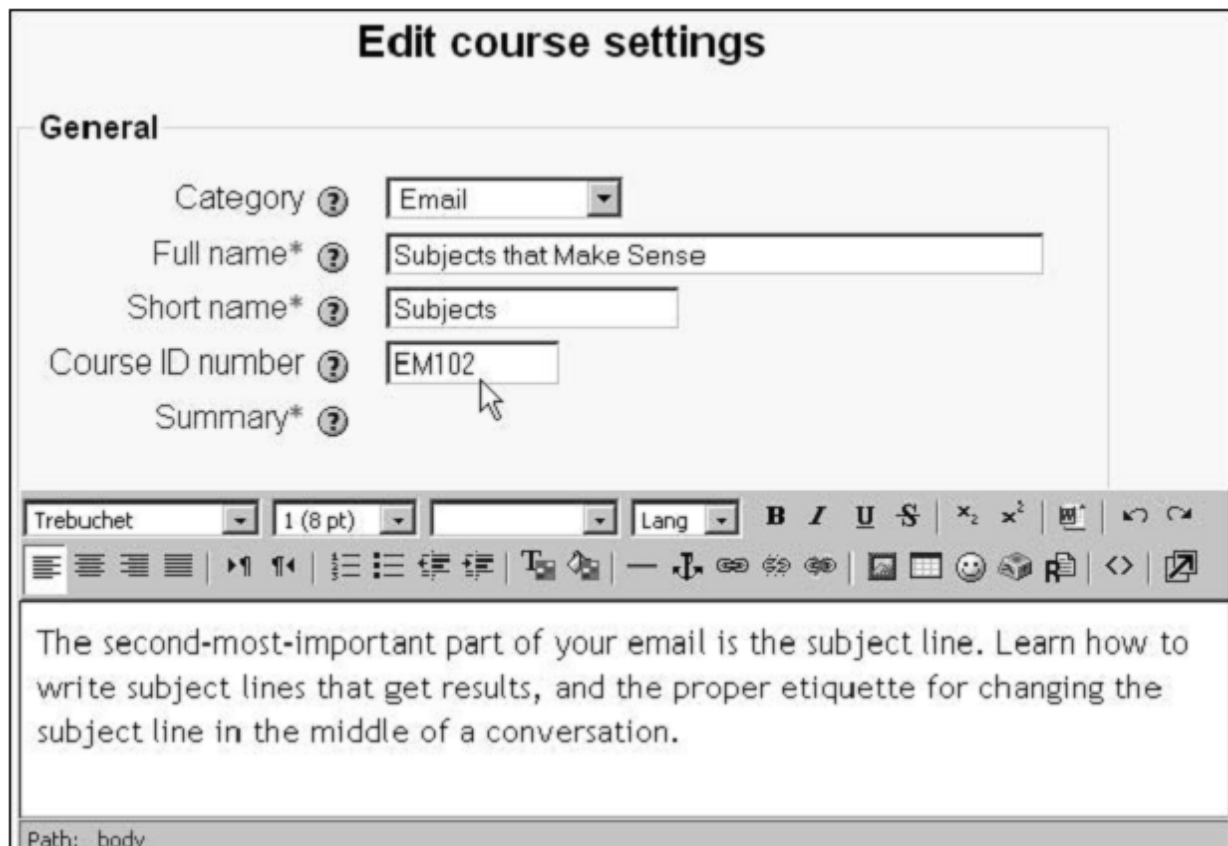 Edit course settings
General
Category ? Email
Full name* ? Subjects that Make Sense
Short name* ? Subjects
Course ID number ? EM102
Summary* ?
Trebuchet 1 (8 pt) Lang B I U S x₂ x²
The second-most-important part of your email is the subject line. Learn how to
write subject lines that get results, and the proper etiquette for changing the
subject line in the middle of a conversation.
Path: body